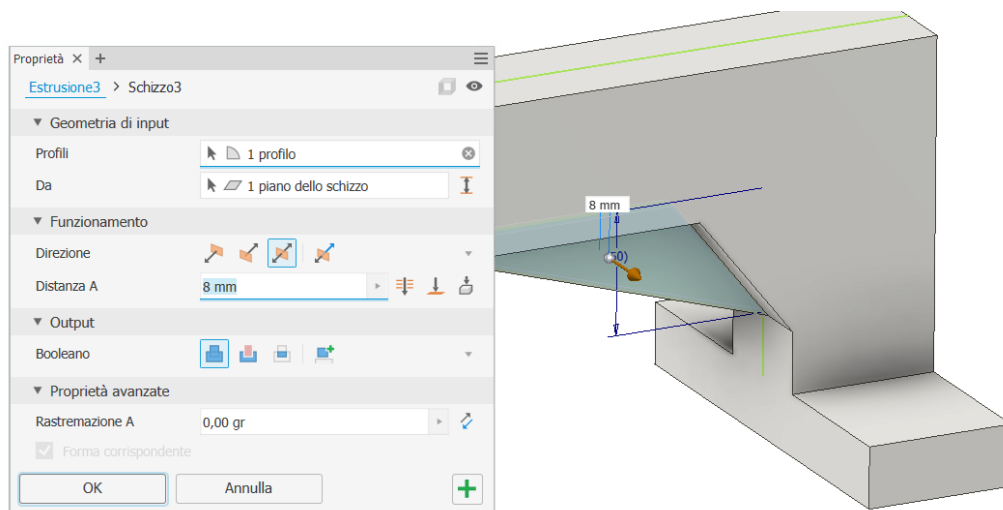 Proprietà
Estrusione3 > Schizzo3
Geometria di input
Profili 1 profilo
Da 1 piano dello schizzo
Funzionamento
Direzione
Distanza A 8 mm
Output
Booleano
Proprietà avanzate
Rastremazione A 0,00 gr
Forma corrispondente
OK Annulla
8 mm